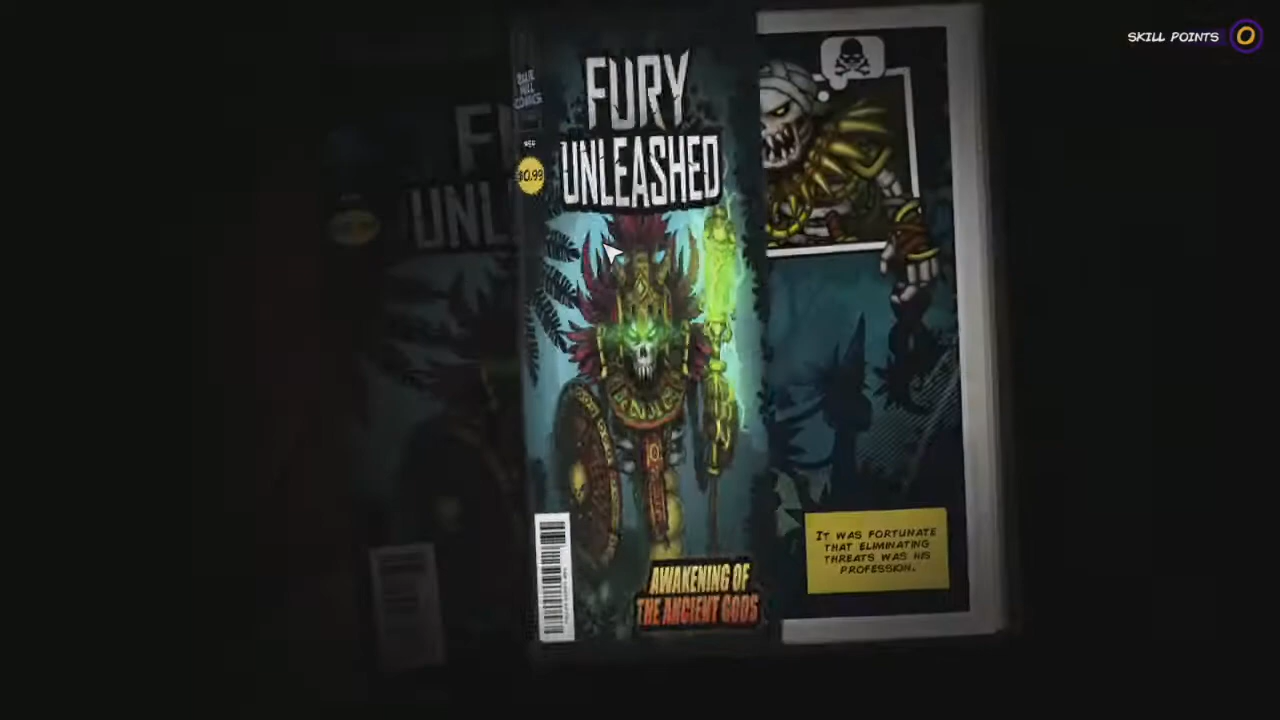 SKILL POINTS 0
FURY
UNLEASHED
$0.99
IT WAS FORTUNATE
THAT ELIMINATING
THREATS WAS HIS
PROFESSION.
AWAKENING OF
THE ANCIENT GODS